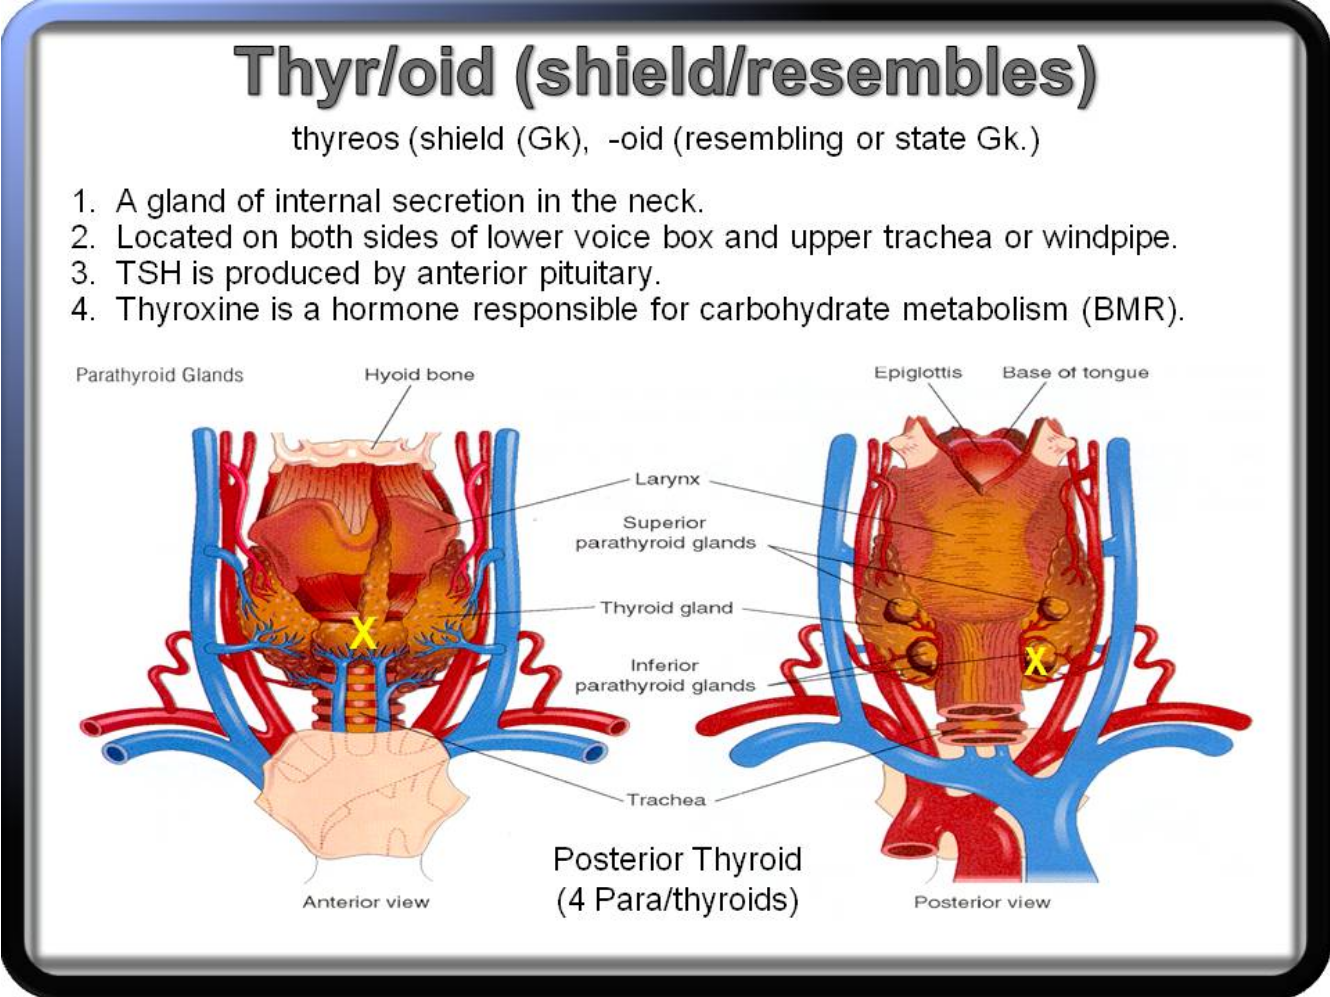 Thyr/oid (shield/resembles)
thyreos (shield (Gk),  -oid (resembling or state Gk.)
1. A gland of internal secretion in the neck.
2. Located on both sides of lower voice box and upper trachea or windpipe.
3. TSH is produced by anterior pituitary.
4. Thyroxine is a hormone responsible for carbohydrate metabolism (BMR).
Parathyroid Glands
Hyoid bone
Epiglottis
Base of tongue
Larynx
Superior
parathyroid glands
Thyroid gland
X
Inferior
parathyroid glands
X
Trachea
Posterior Thyroid
(4 Para/thyroids)
Anterior view
Posterior view